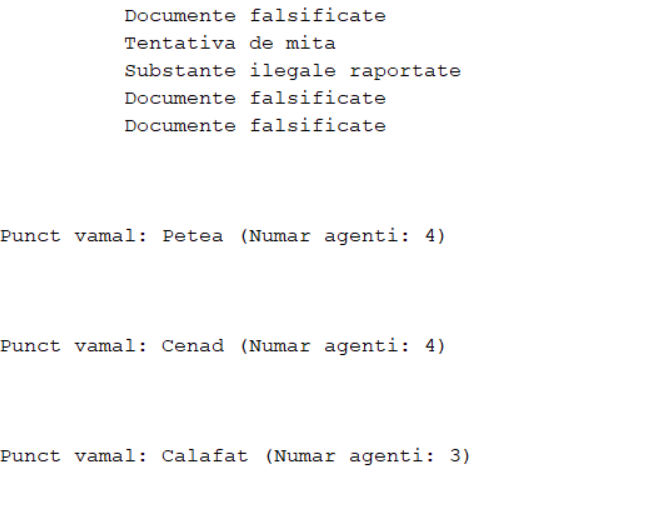 Documente falsificate
Tentativa de mita
Substante ilegale raportate
Documente falsificate
Documente falsificate
Punct vamal: Petea (Numar agenti: 4)
Punct vamal: Cenad (Numar agenti: 4)
Punct vamal: Calafat (Numar agenti: 3)